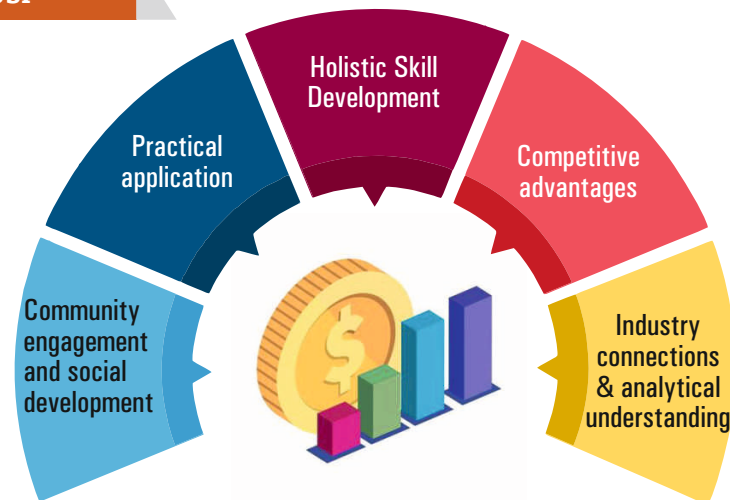 Holistic Skill
Development
Practical
application
Competitive
advantages
Community
engagement
and social
development
Industry
connections
& analytical
understanding
$